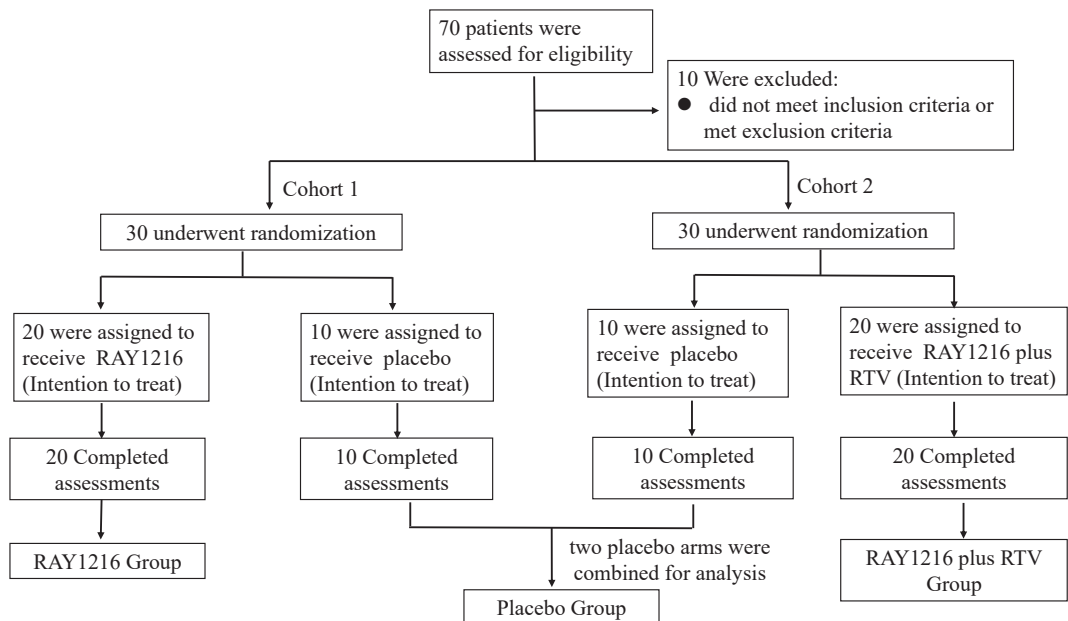 70 patients were
assessed for eligibility
10 Were excluded:
● did not meet inclusion criteria or
met exclusion criteria
Cohort 1
Cohort 2
30 underwent randomization
30 underwent randomization
20 were assigned to
receive RAY1216
(Intention to treat)
10 were assigned to
receive placebo
(Intention to treat)
10 were assigned to
receive placebo
(Intention to treat)
20 were assigned to
receive RAY1216 plus
RTV (Intention to treat)
20 Completed
assessments
10 Completed
assessments
10 Completed
assessments
20 Completed
assessments
RAY1216 Group
two placebo arms were
combined for analysis
RAY1216 plus RTV
Group
Placebo Group